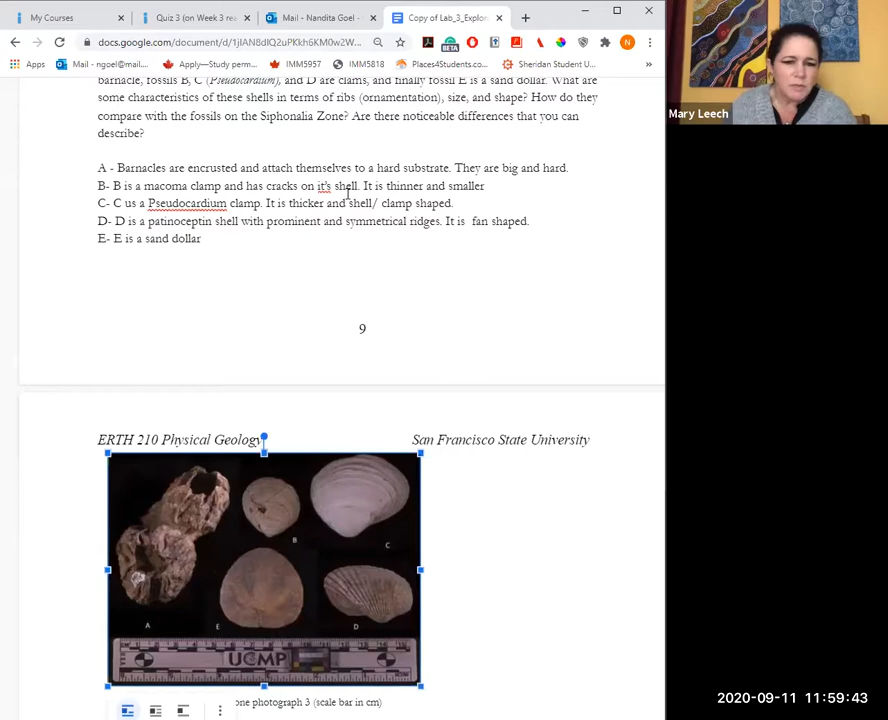 My Courses
Quiz 3 (on Week 3 rea
Mail - Nandita Goel -
Copy of Lab_3_Explor
docs.google.com/document/d/1jIAN8dlQ2uPKkh6KM0w2W...
BETA
N
Apps
Mail - ngoel@mail....
Apply—Study perm...
IMM5957
IMM5818
Places4Students.co...
Sheridan Student U...
Mary Leech
barnacle, fossils B, C (Pseudocardium), and D are clams, and finally fossil E is a sand dollar. What are
some characteristics of these shells in terms of ribs (ornamentation), size, and shape? How do they
compare with the fossils on the Siphonalia Zone? Are there noticeable differences that you can
describe?
A - Barnacles are encrusted and attach themselves to a hard substrate. They are big and hard.
B- B is a macoma clamp and has cracks on it's shell. It is thinner and smaller
C- C us a Pseudocardium clamp. It is thicker and shell/ clamp shaped.
D- D is a patinoceptin shell with prominent and symmetrical ridges. It is fan shaped.
E- E is a sand dollar
9
ERTH 210 Physical Geology
San Francisco State University
B
C
A
E
D
UCMP
one photograph 3 (scale bar in cm)
2020-09-11 11:59:43